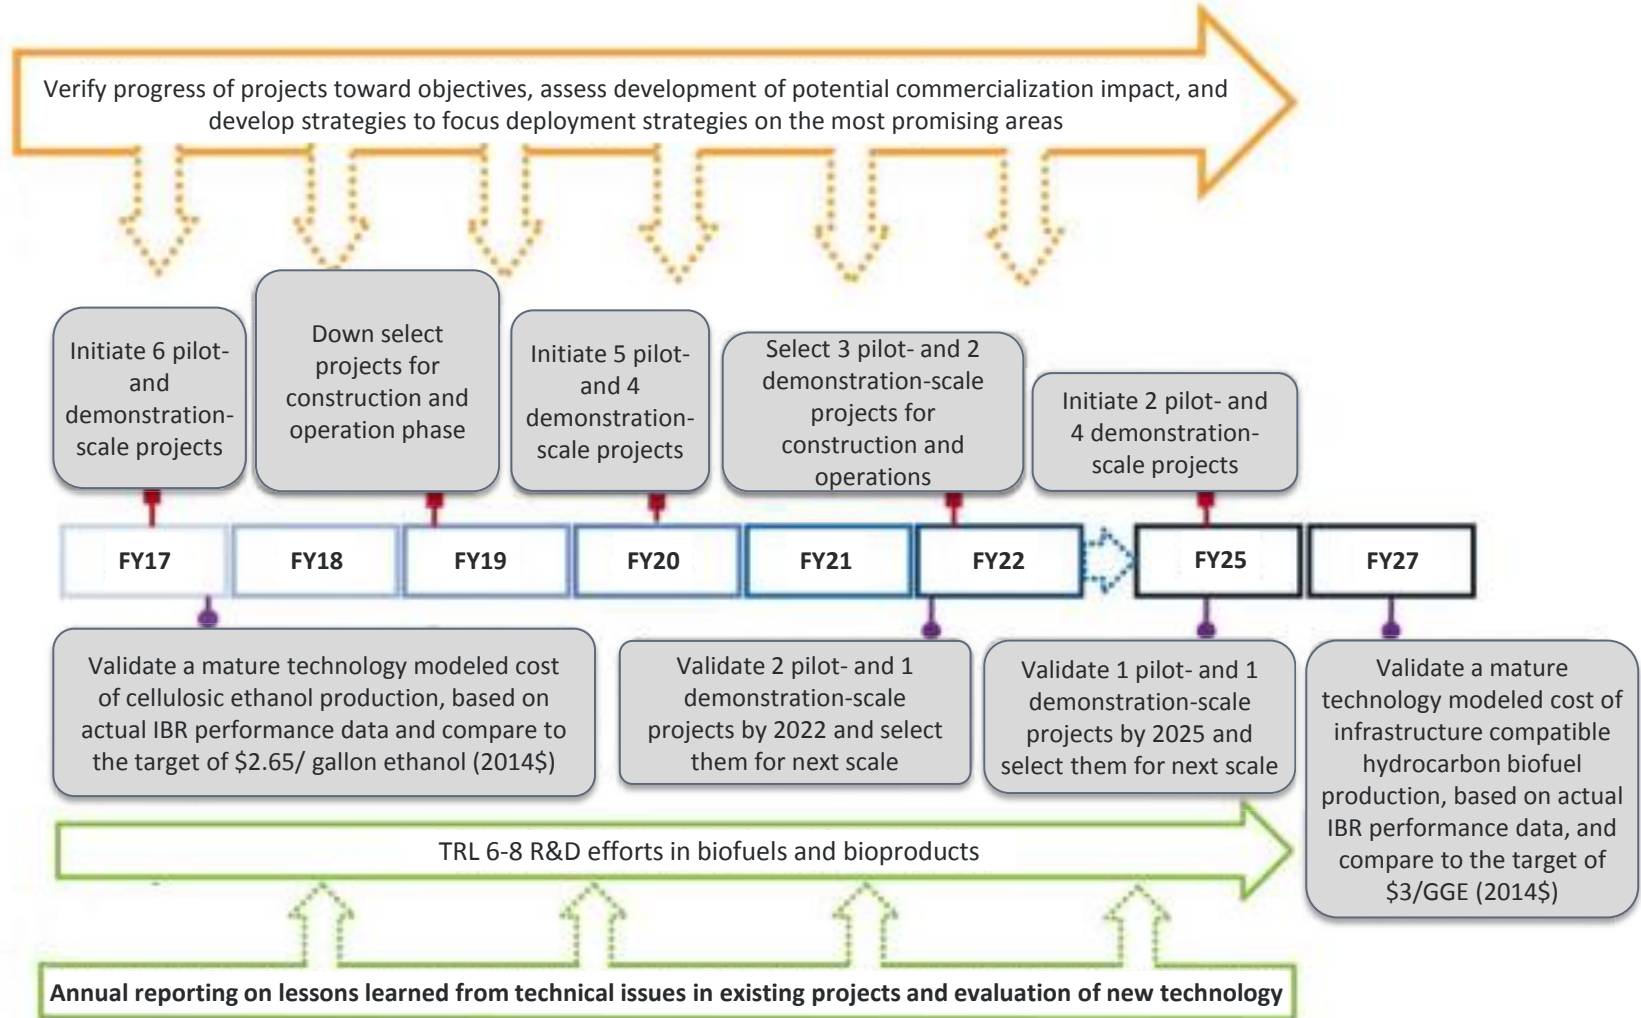 Verify progress of projects toward objectives, assess development of potential commercialization impact, and
develop strategies to focus deployment strategies on the most promising areas
Initiate 6 pilot-
and
demonstration-
scale projects
Down select
projects for
construction and
operation phase
Initiate 5 pilot-
and 4
demonstration-
scale projects
Select 3 pilot- and 2
demonstration-scale
projects for
construction and
operations
Initiate 2 pilot- and
4 demonstration-
scale projects
FY17
FY18
FY19
FY20
FY21
FY22
FY25
FY27
Validate a mature technology modeled cost
of cellulosic ethanol production, based on
actual IBR performance data and compare to
the target of $2.65/ gallon ethanol (2014$)
Validate 2 pilot- and 1
demonstration-scale
projects by 2022 and select
them for next scale
Validate 1 pilot- and 1
demonstration-scale
projects by 2025 and
select them for next scale
Validate a mature
technology modeled cost of
infrastructure compatible
hydrocarbon biofuel
production, based on actual
IBR performance data, and
compare to the target of
$3/GGE (2014$)
TRL 6-8 R&D efforts in biofuels and bioproducts
Annual reporting on lessons learned from technical issues in existing projects and evaluation of new technology